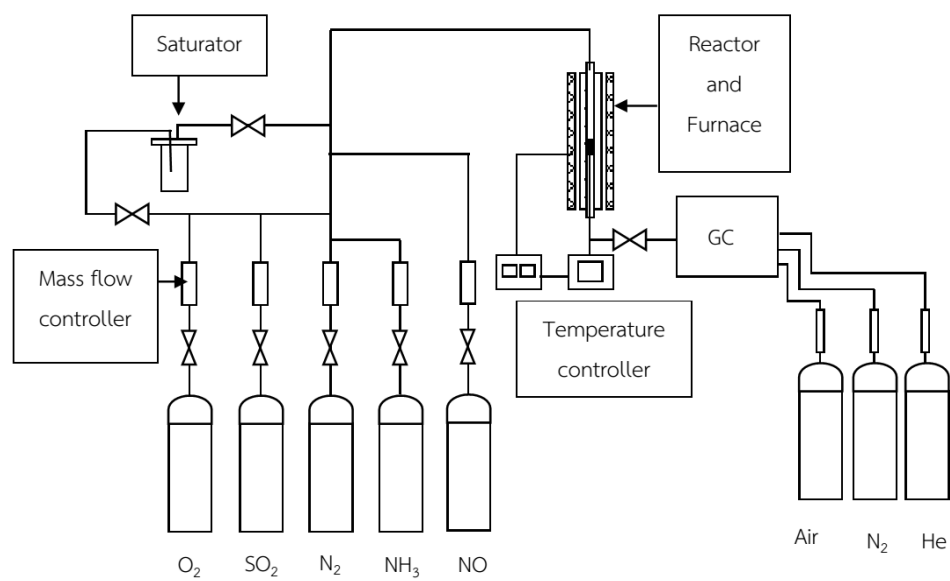 Saturator
Reactor
and
Furnace
GC
Mass flow
controller
Temperature
controller
O₂
SO₂
N₂
NH₃
NO
Air
N₂
He